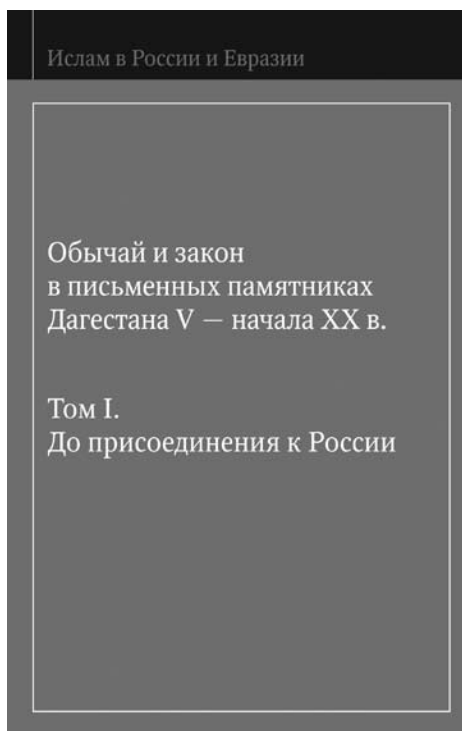 Ислам в России и Евразии
Обычай и закон
в письменных памятниках
Дагестана V — начала XX в.
Том I.
До присоединения к России